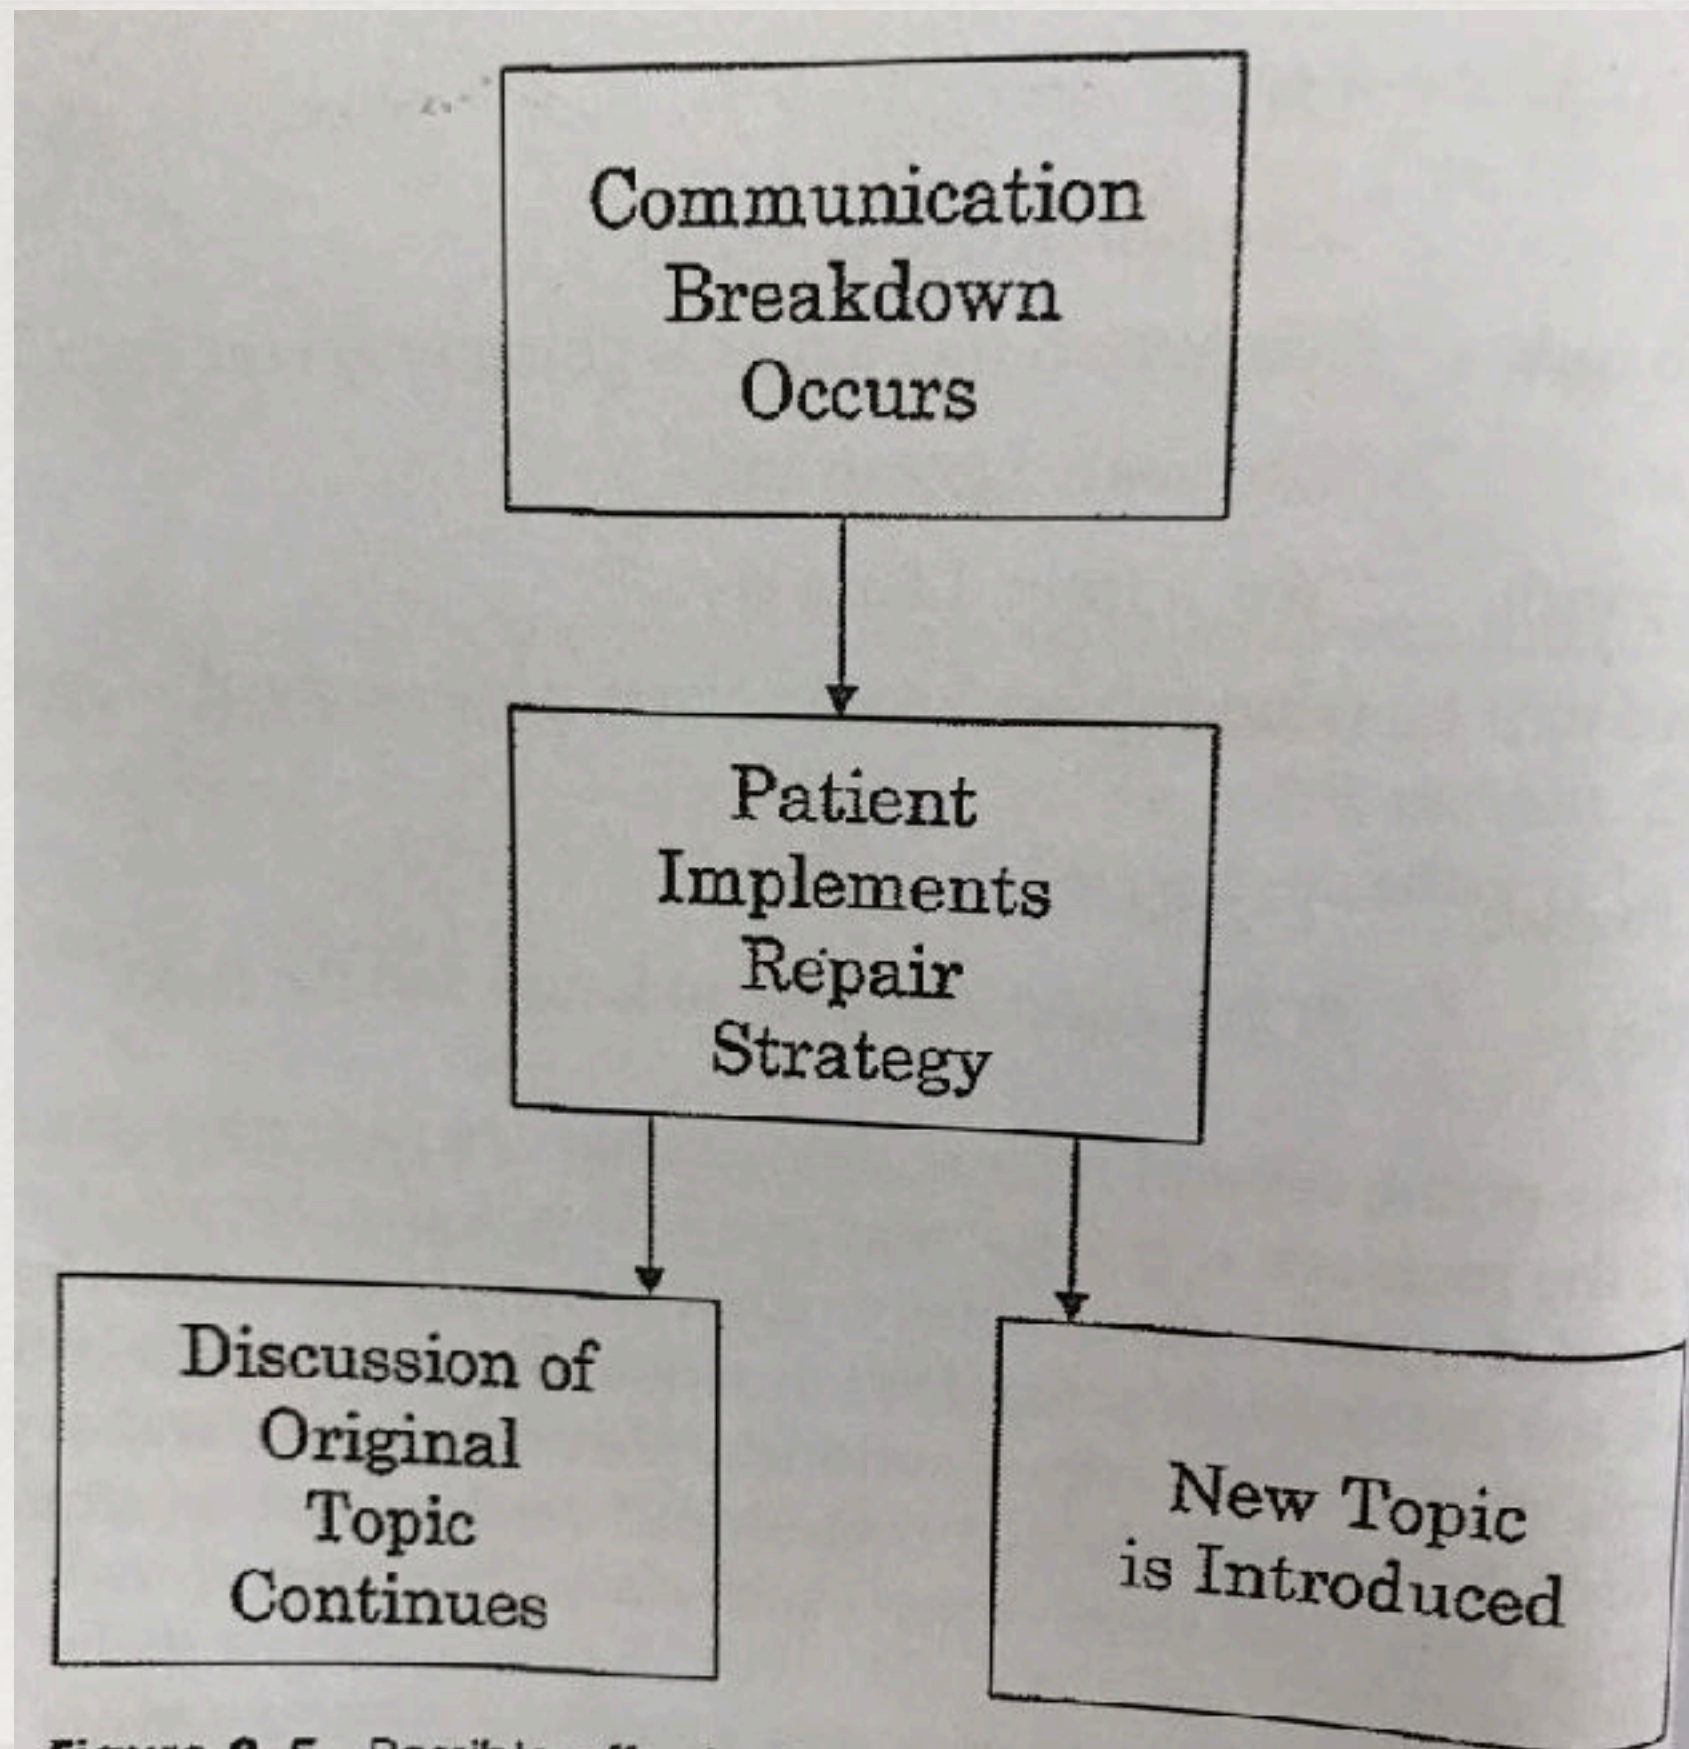 Communication
Breakdown
Occurs
Patient
Implements
Repair
Strategy
Discussion of
Original
Topic
Continues
New Topic
is Introduced